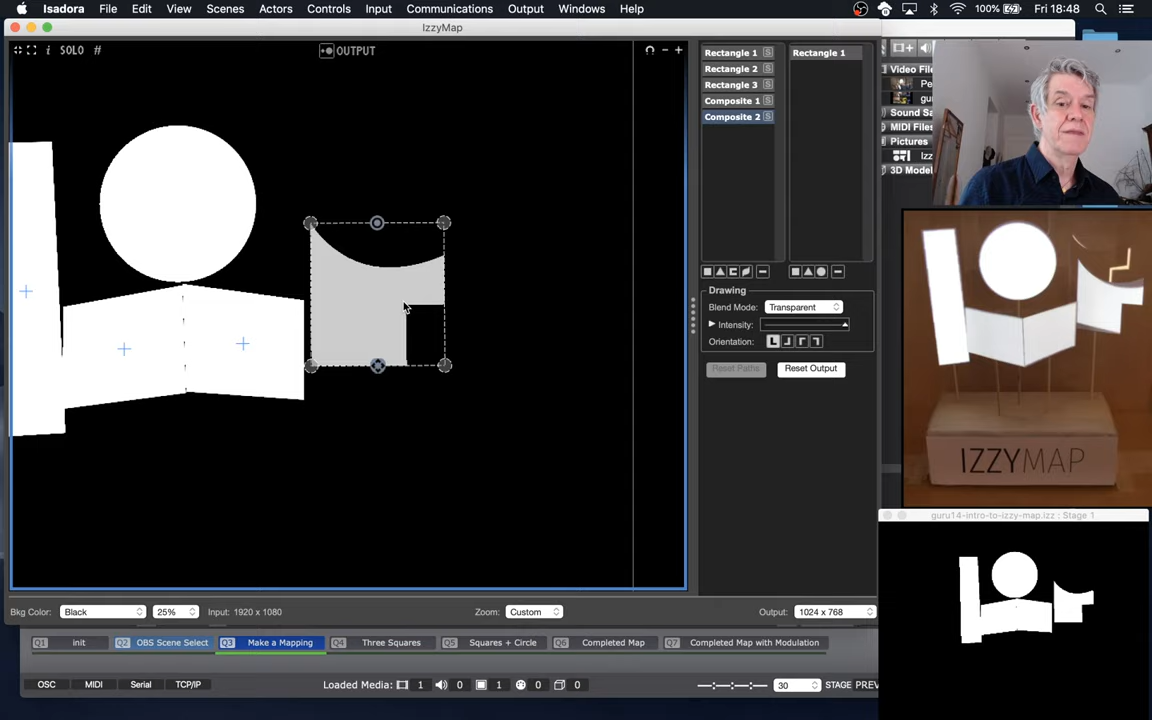 Isadora File Edit View Scenes Actors Controls Input Communications Output Windows Help 100% Fri 18:48
IzzyMap
i SOLO # OUTPUT
Rectangle 1 S
Rectangle 2 S
Rectangle 3 S
Composite 1 S
Composite 2 S
Rectangle 1
Drawing
Blend Mode: Transparent
Intensity:
Orientation:
Reset Paths Reset Output
Video File
Pe
gu
Sound Sa
MIDI Files
Pictures
Izz
3D Model
IZZYMAP
guru14-intro-to-izzy-map.izz : Stage 1
Bkg Color: Black 25% Input: 1920 x 1080 Zoom: Custom Output: 1024 x 768
Q1 init Q2 OBS Scene Select Q3 Make a Mapping Q4 Three Squares Q5 Squares + Circle Q6 Completed Map Q7 Completed Map with Modulation
OSC MIDI Serial TCP/IP Loaded Media: 1 0 1 0 0 30 STAGE PREV